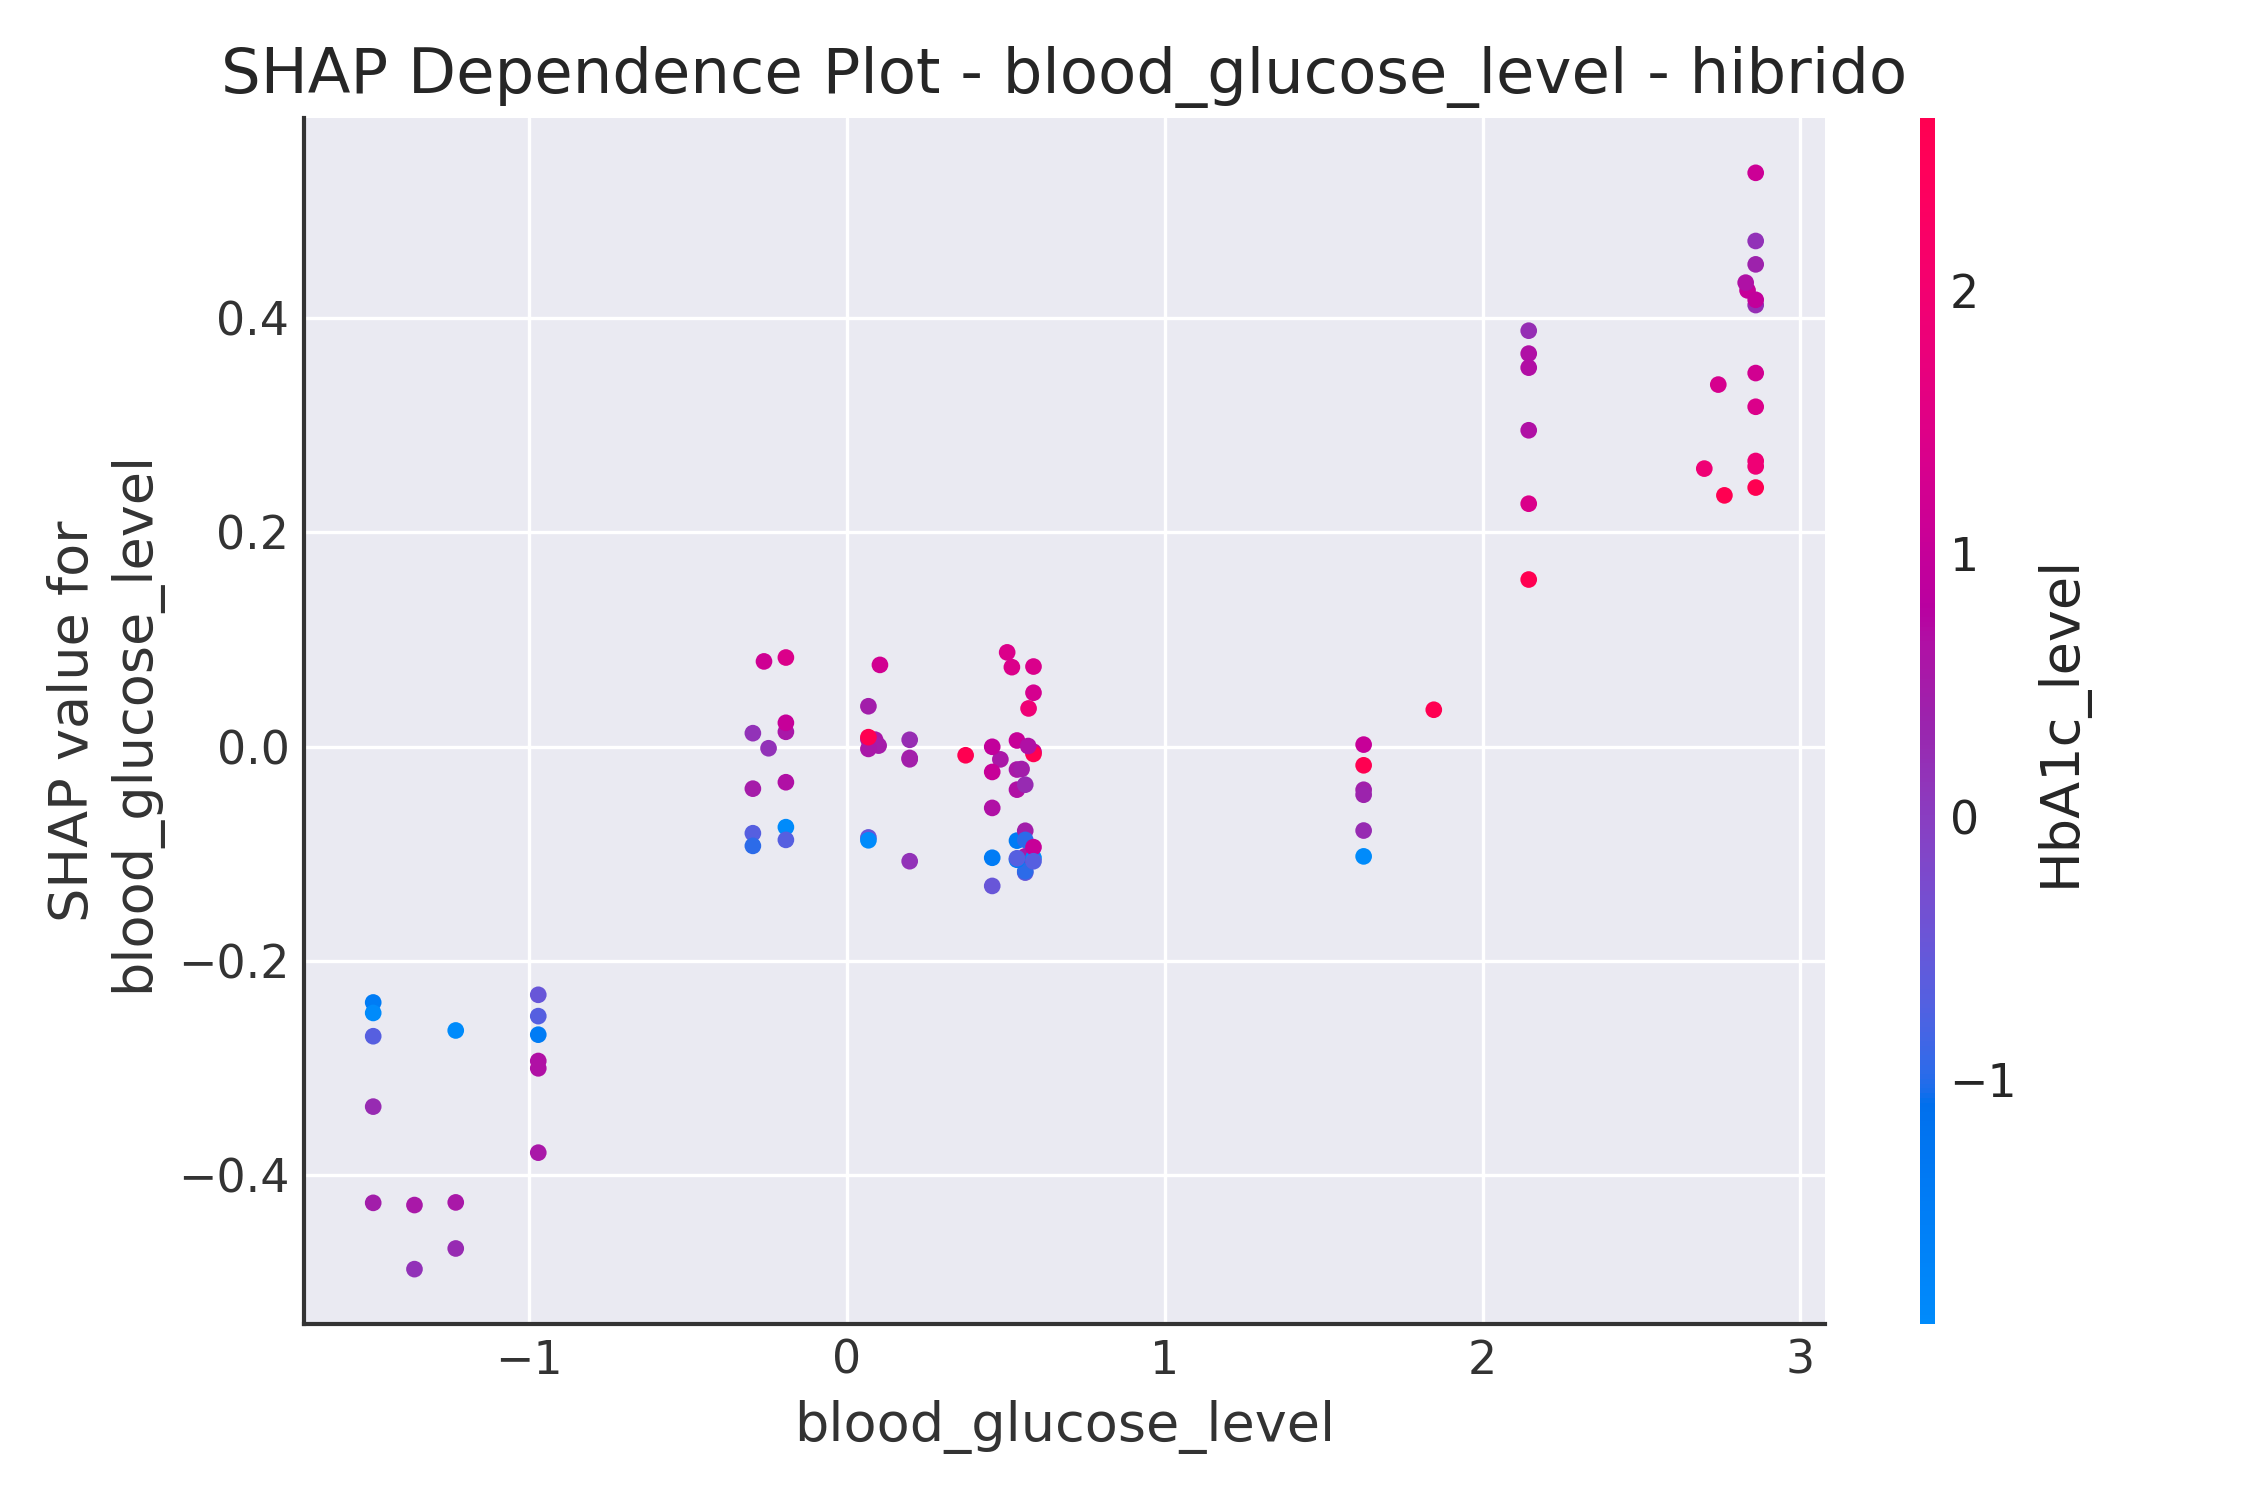 SHAP Dependence Plot - blood_glucose_level - hibrido
SHAP value for
blood_glucose_level
0.4
0.2
0.0
−0.2
−0.4
−1
0
1
2
3
blood_glucose_level
2
1
0
−1
HbA1c_level